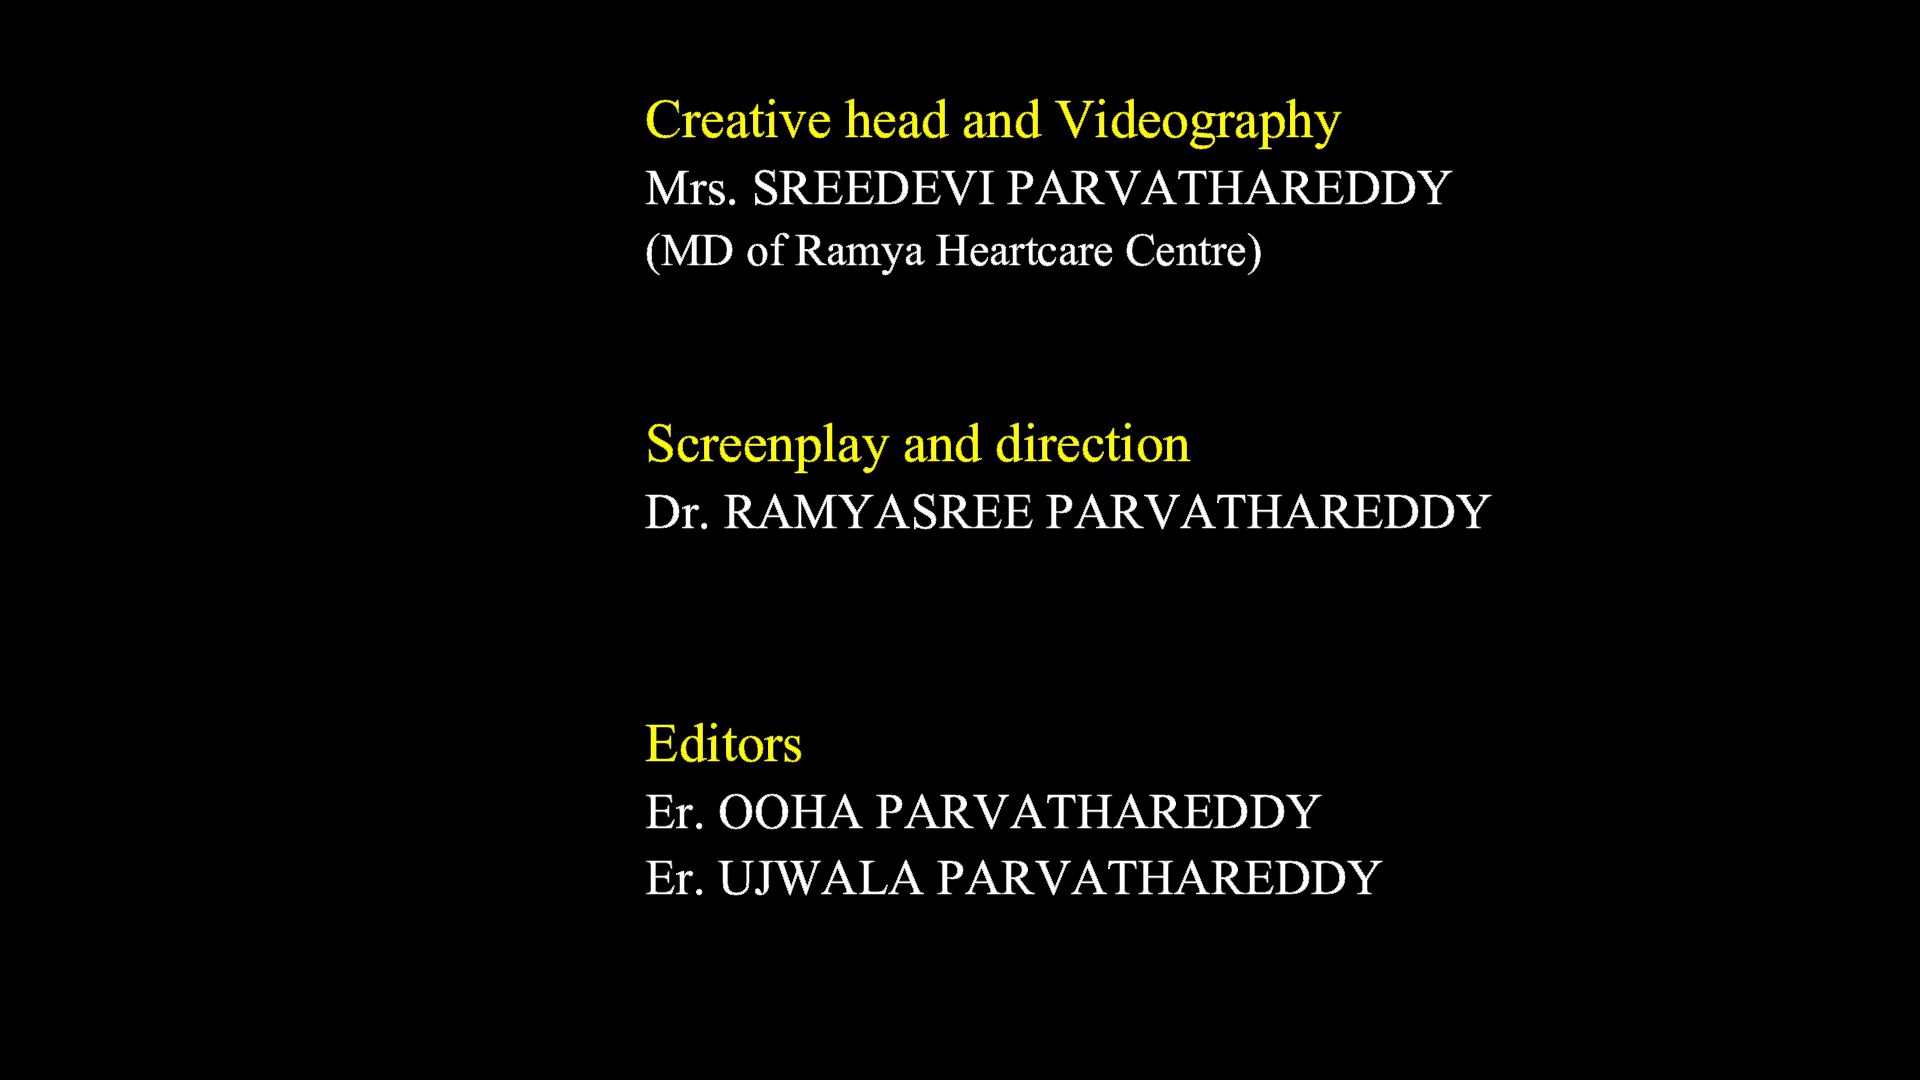 Creative head and Videography
Mrs. SREEDEVI PARVATHAREDDY
(MD of Ramya Heartcare Centre)
Screenplay and direction
Dr. RAMYASREE PARVATHAREDDY
Editors
Er. OOHA PARVATHAREDDY
Er. UJWALA PARVATHAREDDY